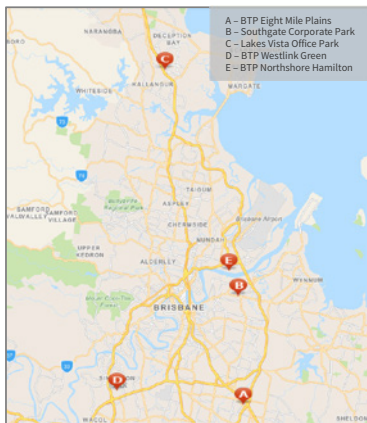 A – BTP Eight Mile Plains
B – Southgate Corporate Park
C – Lakes Vista Office Park
D – BTP Westlink Green
E – BTP Northshore Hamilton
NARANGBA
DECEPTION
BAY
C
KALLANGUR
WHITESIDE
MARGATE
SAMFORD
VALLEY
SAMFORD
VILLAGE
TAIGUM
ASPLEY
Brisbane Airport
CHERMSIDE
NUNDAH
UPPER
KEDRON
ALDERLEY
E
WYNNUM
B
BRISBANE
D
A
SHELDON